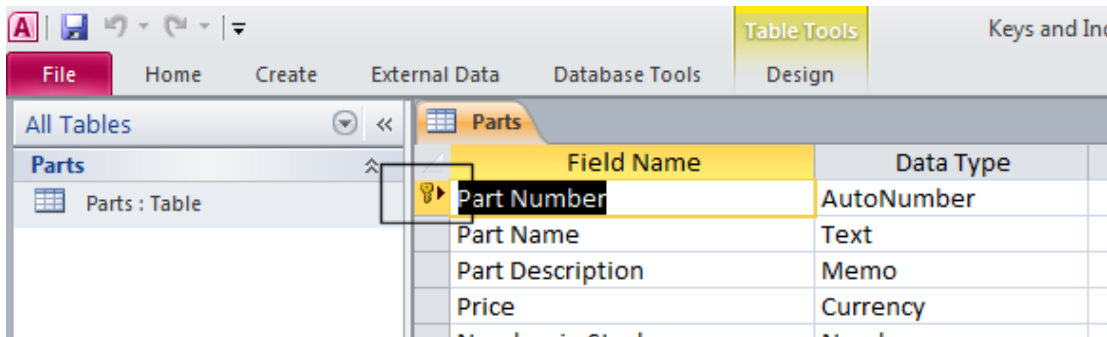 A
Table Tools
Keys and Ind
File Home Create External Data Database Tools Design
All Tables
Parts
Parts
Parts : Table
Field Name Data Type
Part Number AutoNumber
Part Name Text
Part Description Memo
Price Currency